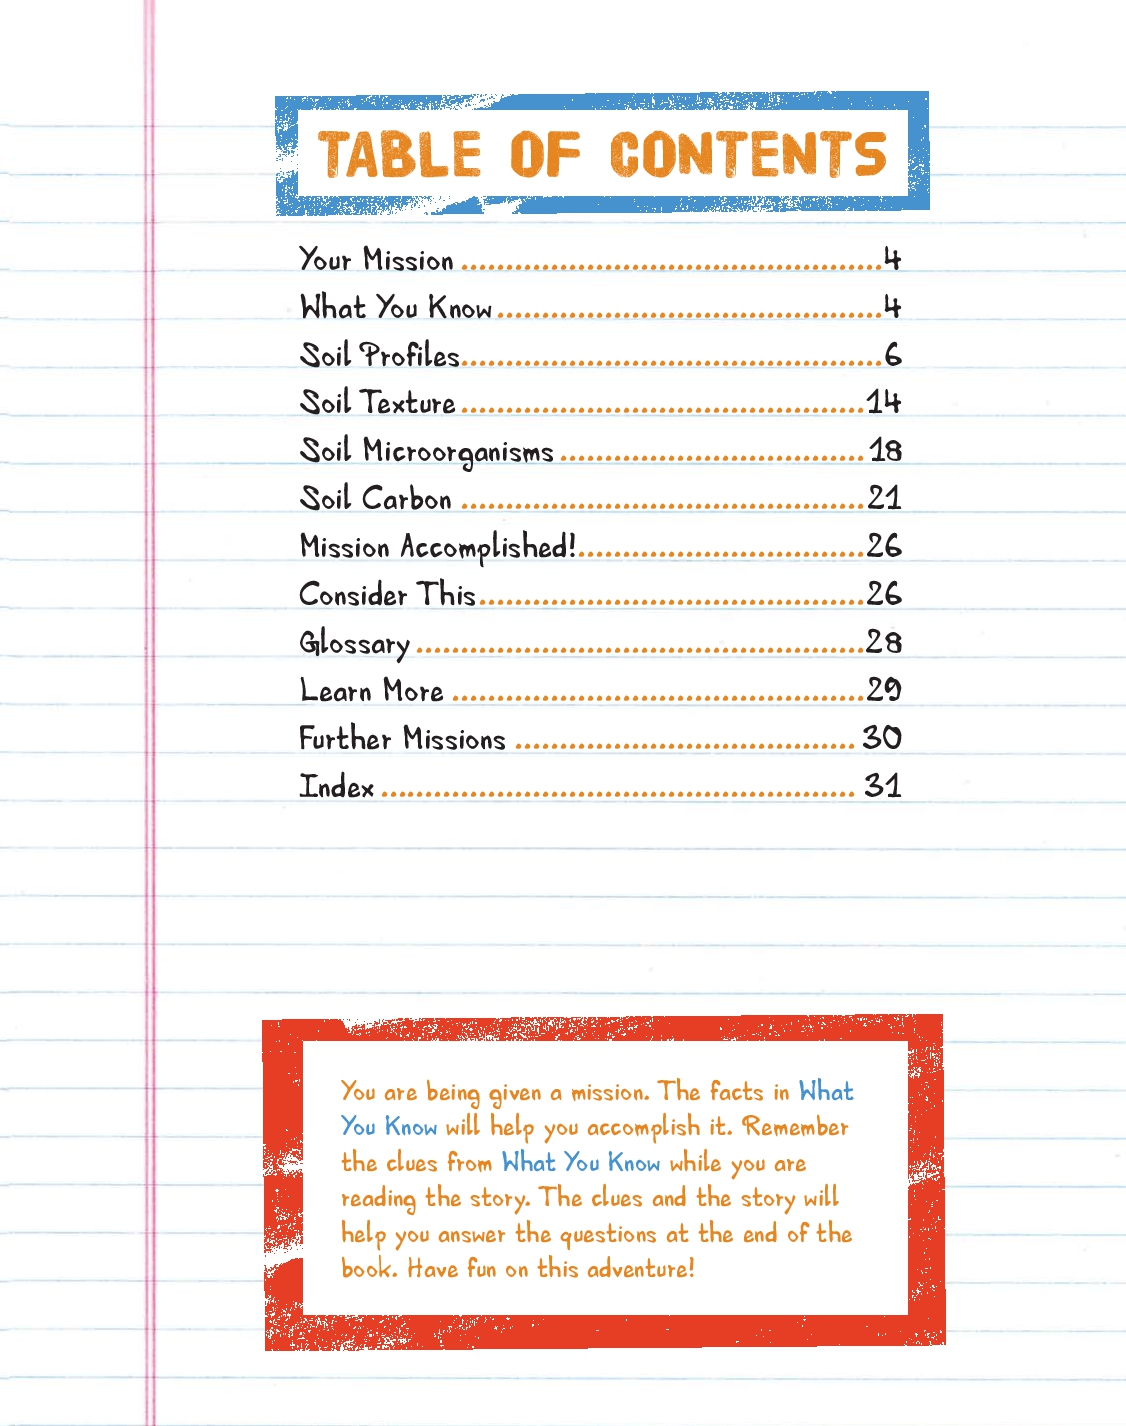 TABLE OF CONTENTS
Your Mission ................................................4
What You Know............................................4
Soil Profiles................................................6
Soil Texture ..............................................14
Soil Microorganisms ................................... 18
Soil Carbon ..............................................21
Mission Accomplished!.................................26
Consider This............................................26
Glossary ...................................................28
Learn More ...............................................29
Further Missions ....................................... 30
Index ...................................................... 31
You are being given a mission. The facts in What
You Know will help you accomplish it. Remember
the clues from What You Know while you are
reading the story. The clues and the story will
help you answer the questions at the end of the
book. Have fun on this adventure!